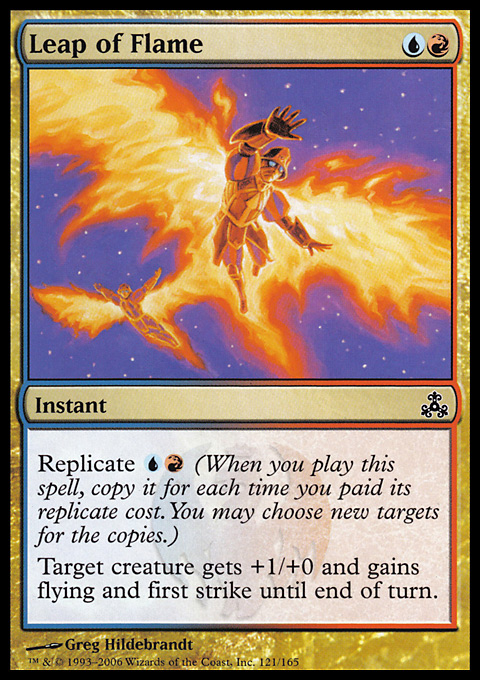 Leap of Flame
Instant
Replicate (When you play this
spell, copy it for each time you paid its
replicate cost. You may choose new targets
for the copies.)
Target creature gets +1/+0 and gains
flying and first strike until end of turn.
Greg Hildebrandt
™ & © 1993–2006 Wizards of the Coast, Inc. 121/165